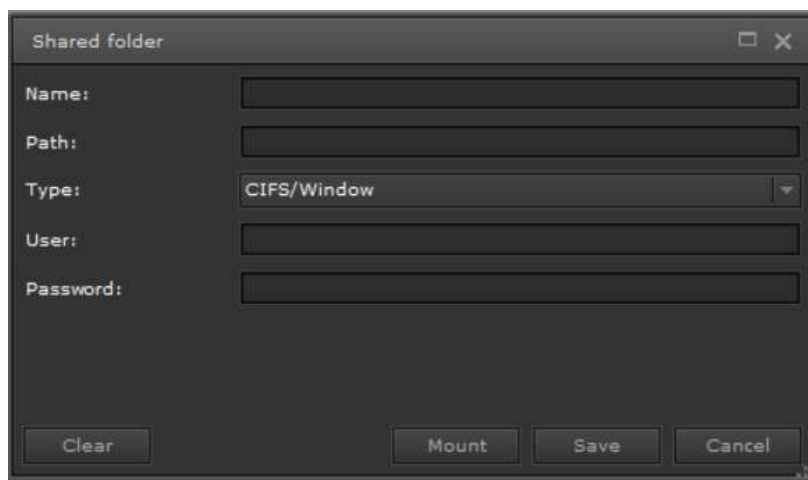 Shared folder
Name:
Path:
Type: CIFS/Window
User:
Password:
Clear Mount Save Cancel